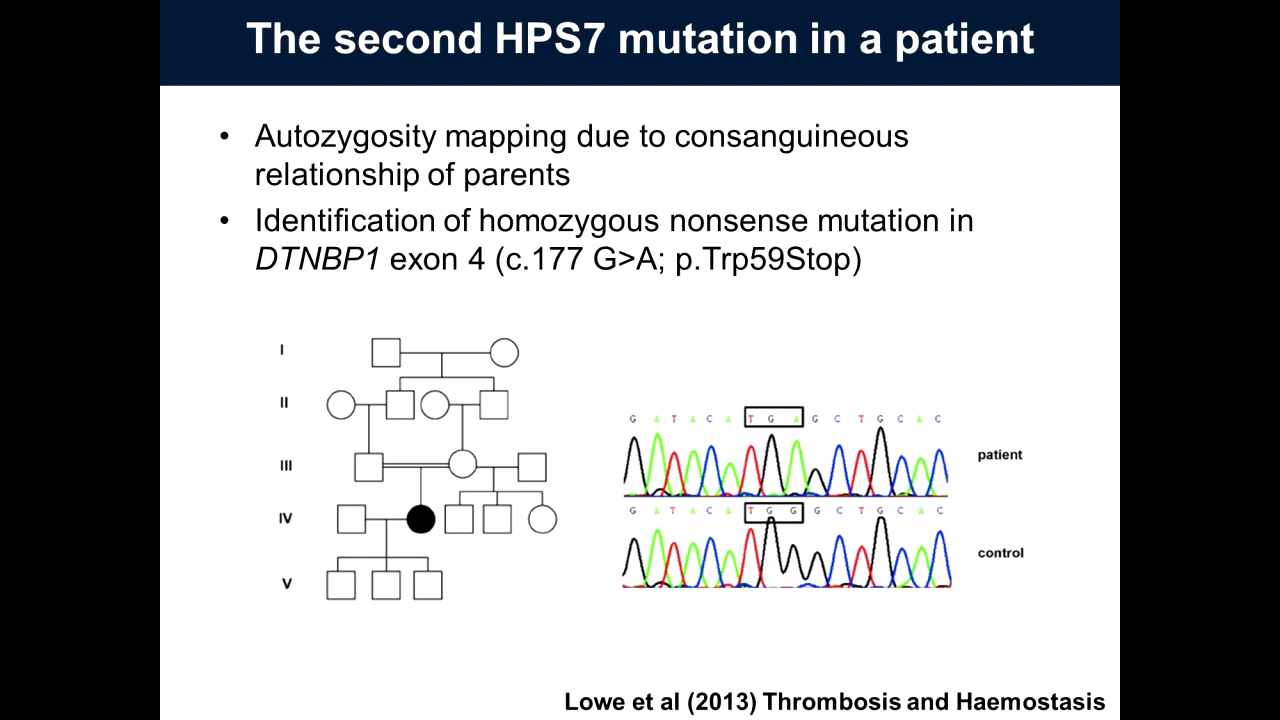 The second HPS7 mutation in a patient
• Autozygosity mapping due to consanguineous
relationship of parents
• Identification of homozygous nonsense mutation in
DTNBP1 exon 4 (c.177 G>A; p.Trp59Stop)
I
II
III
IV
V
G A T A C A T G A G C T G C A C
patient
G A T A C A T G G G C T G C A C
control
Lowe et al (2013) Thrombosis and Haemostasis